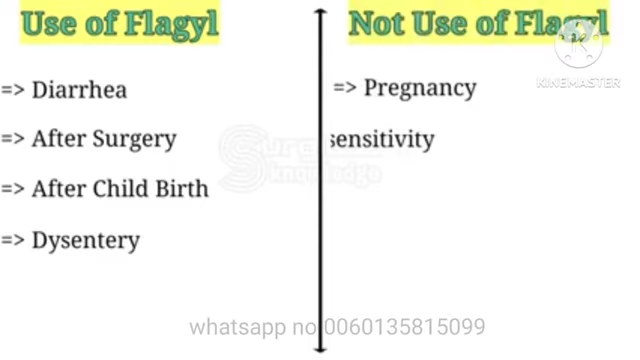 Use of Flagyl
=> Diarrhea
=> After Surgery
=> After Child Birth
=> Dysentery
Not Use of Flagyl
=> Pregnancy
sensitivity
KINEMASTER
knowledge
whatsapp no 0060135815099